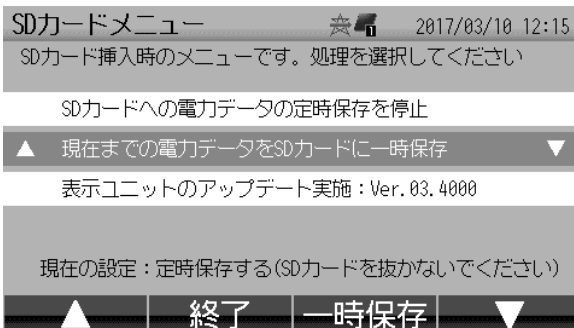 SDカードメニュー 1 2017/03/10 12:15
SDカード挿入時のメニューです。処理を選択してください
SDカードへの電力データの定時保存を停止
▲ 現在までの電力データをSDカードに一時保存 ▼
表示ユニットのアップデート実施：Ver.03.4000
現在の設定：定時保存する(SDカードを抜かないでください)
▲ 終了 一時保存 ▼